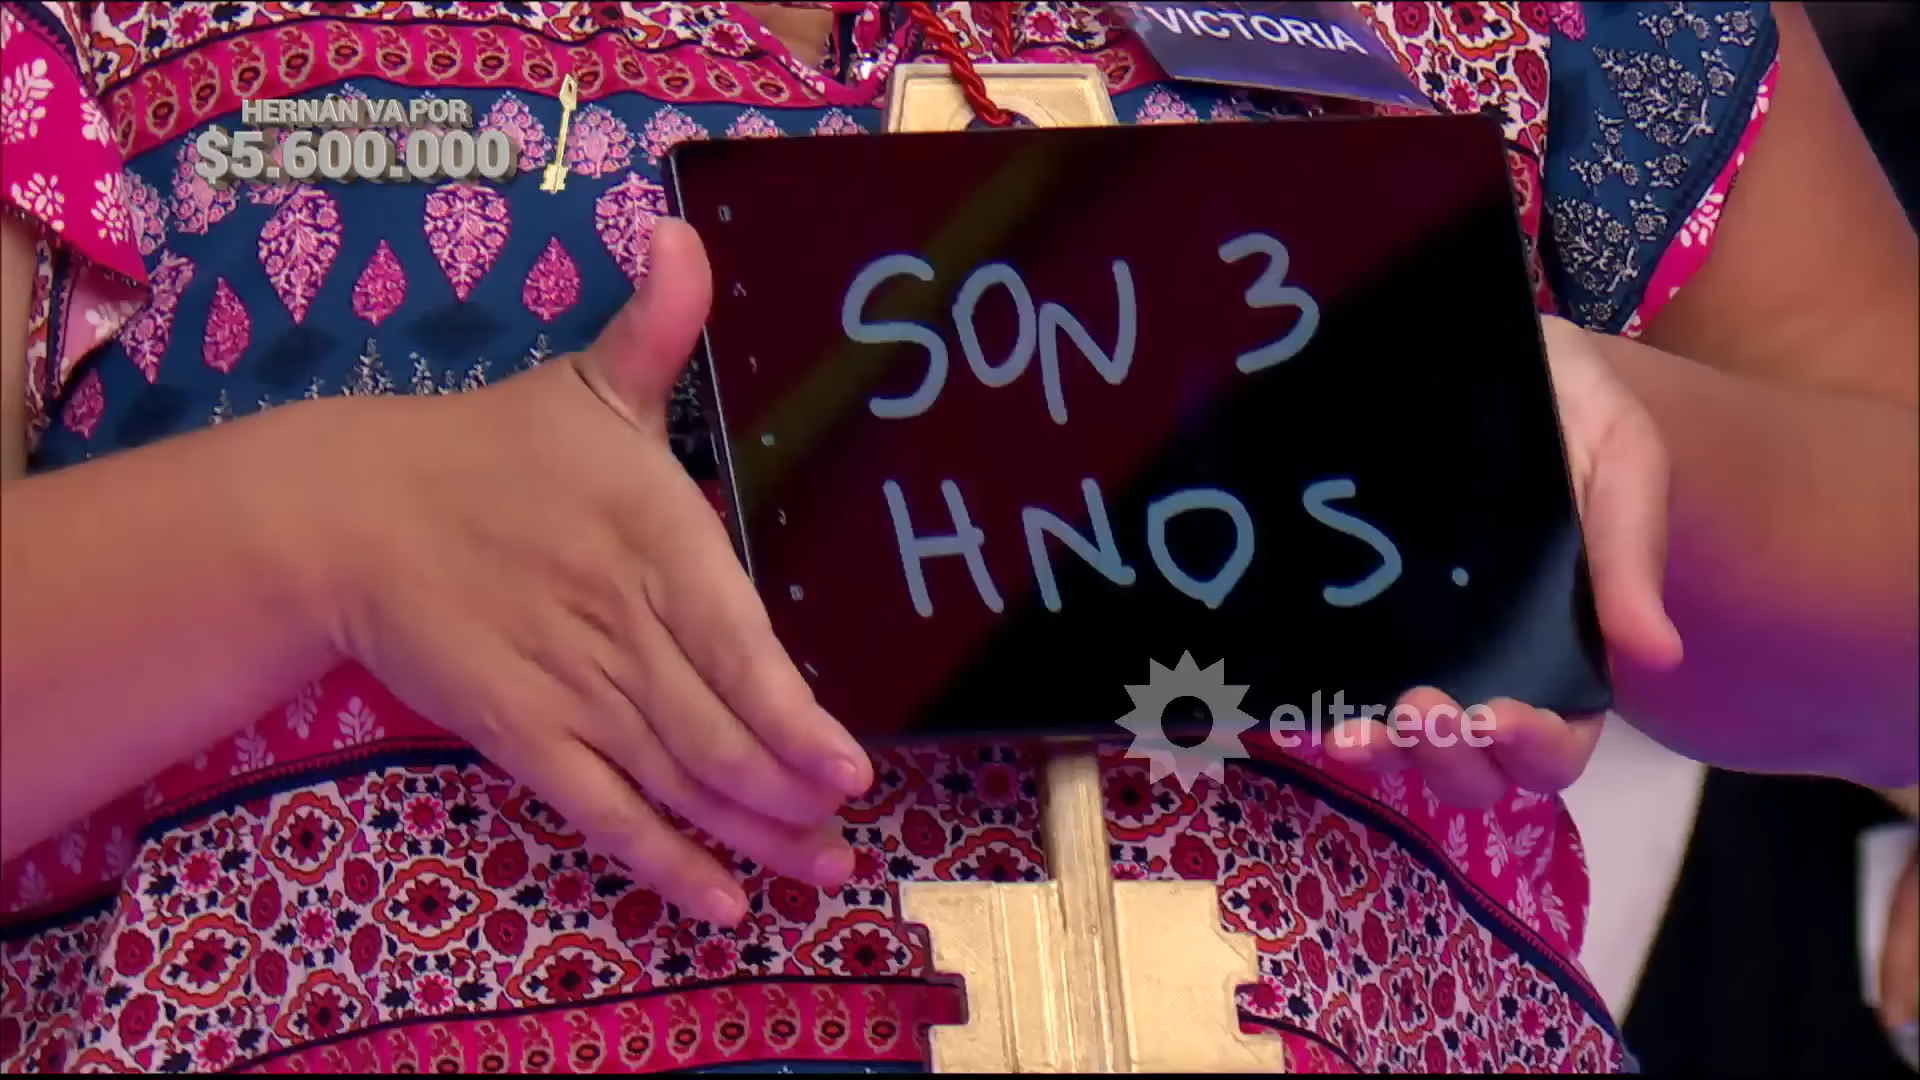 VICTORIA
HERNÁN VA POR
$5.600.000
SON 3
HNOS.
eltrece